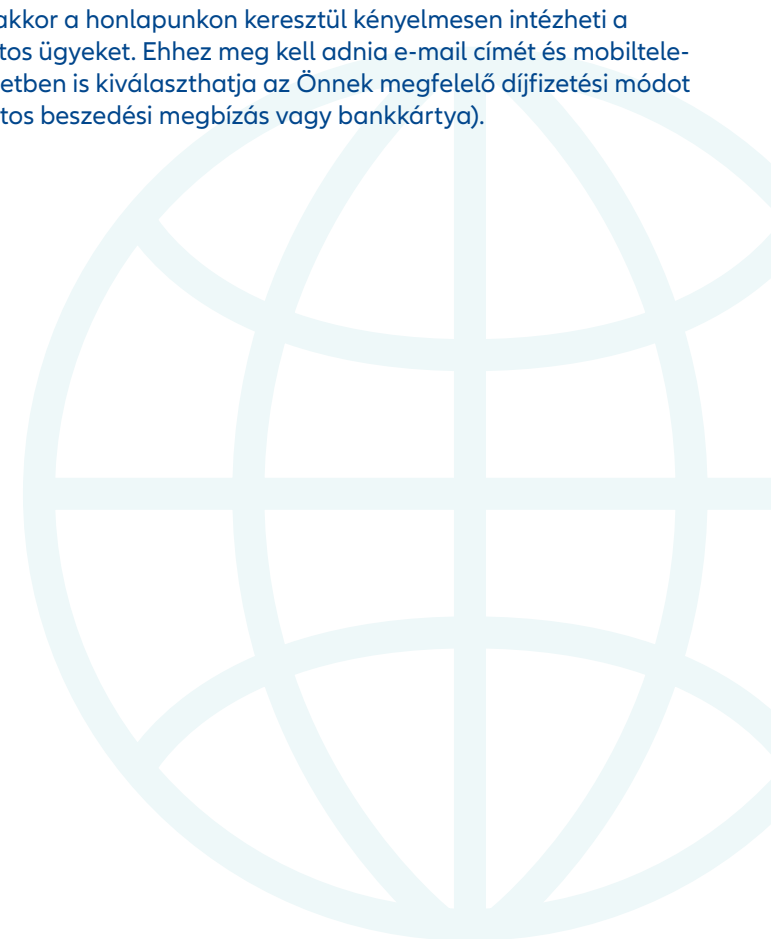 akkor a honlapunkon keresztül kényelmesen intézheti a
tos ügyeket. Ehhez meg kell adnia e-mail címét és mobiltele-
etben is kiválaszthatja az Önnek megfelelő díjfizetési módot
tos beszedési megbízás vagy bankkártya).